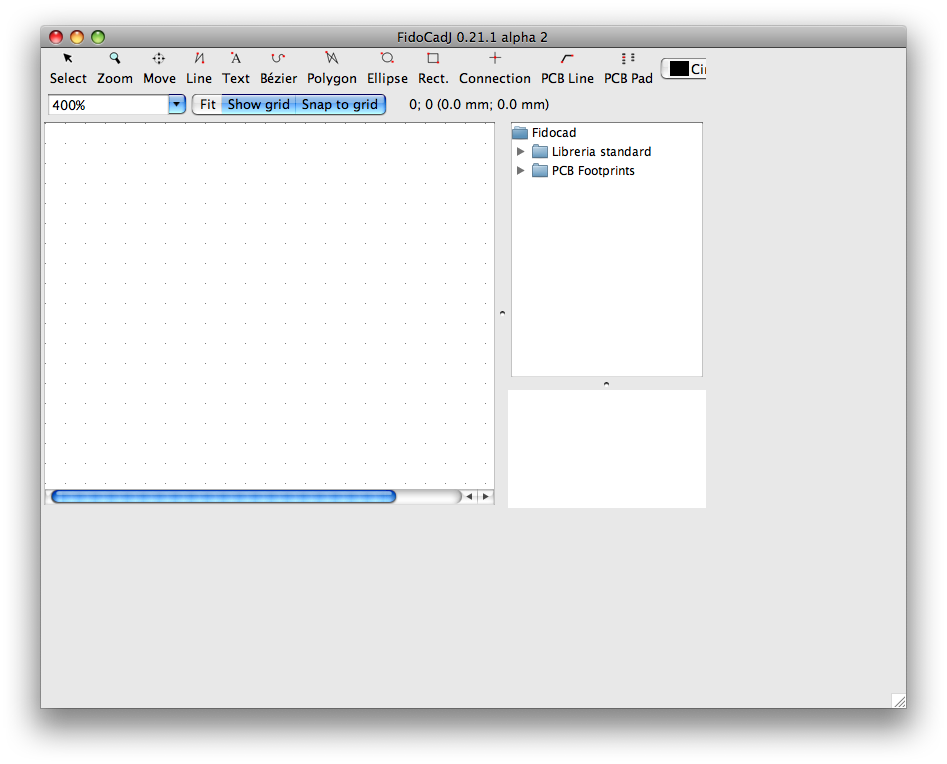 FidoCadJ 0.21.1 alpha 2
Select Zoom Move Line Text Bézier Polygon Ellipse Rect. Connection PCB Line PCB Pad
400% Fit Show grid Snap to grid 0; 0 (0.0 mm; 0.0 mm)
Fidocad
Libreria standard
PCB Footprints